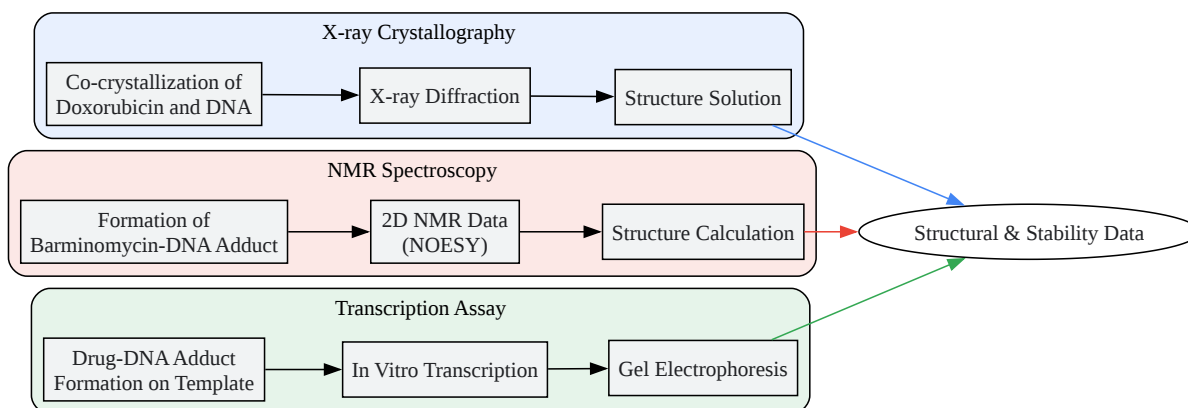 X-ray Crystallography
Co-crystallization of
Doxorubicin and DNA
X-ray Diffraction
Structure Solution
NMR Spectroscopy
Formation of
Barminomycin-DNA Adduct
2D NMR Data
(NOESY)
Structure Calculation
Structural & Stability Data
Transcription Assay
Drug-DNA Adduct
Formation on Template
In Vitro Transcription
Gel Electrophoresis